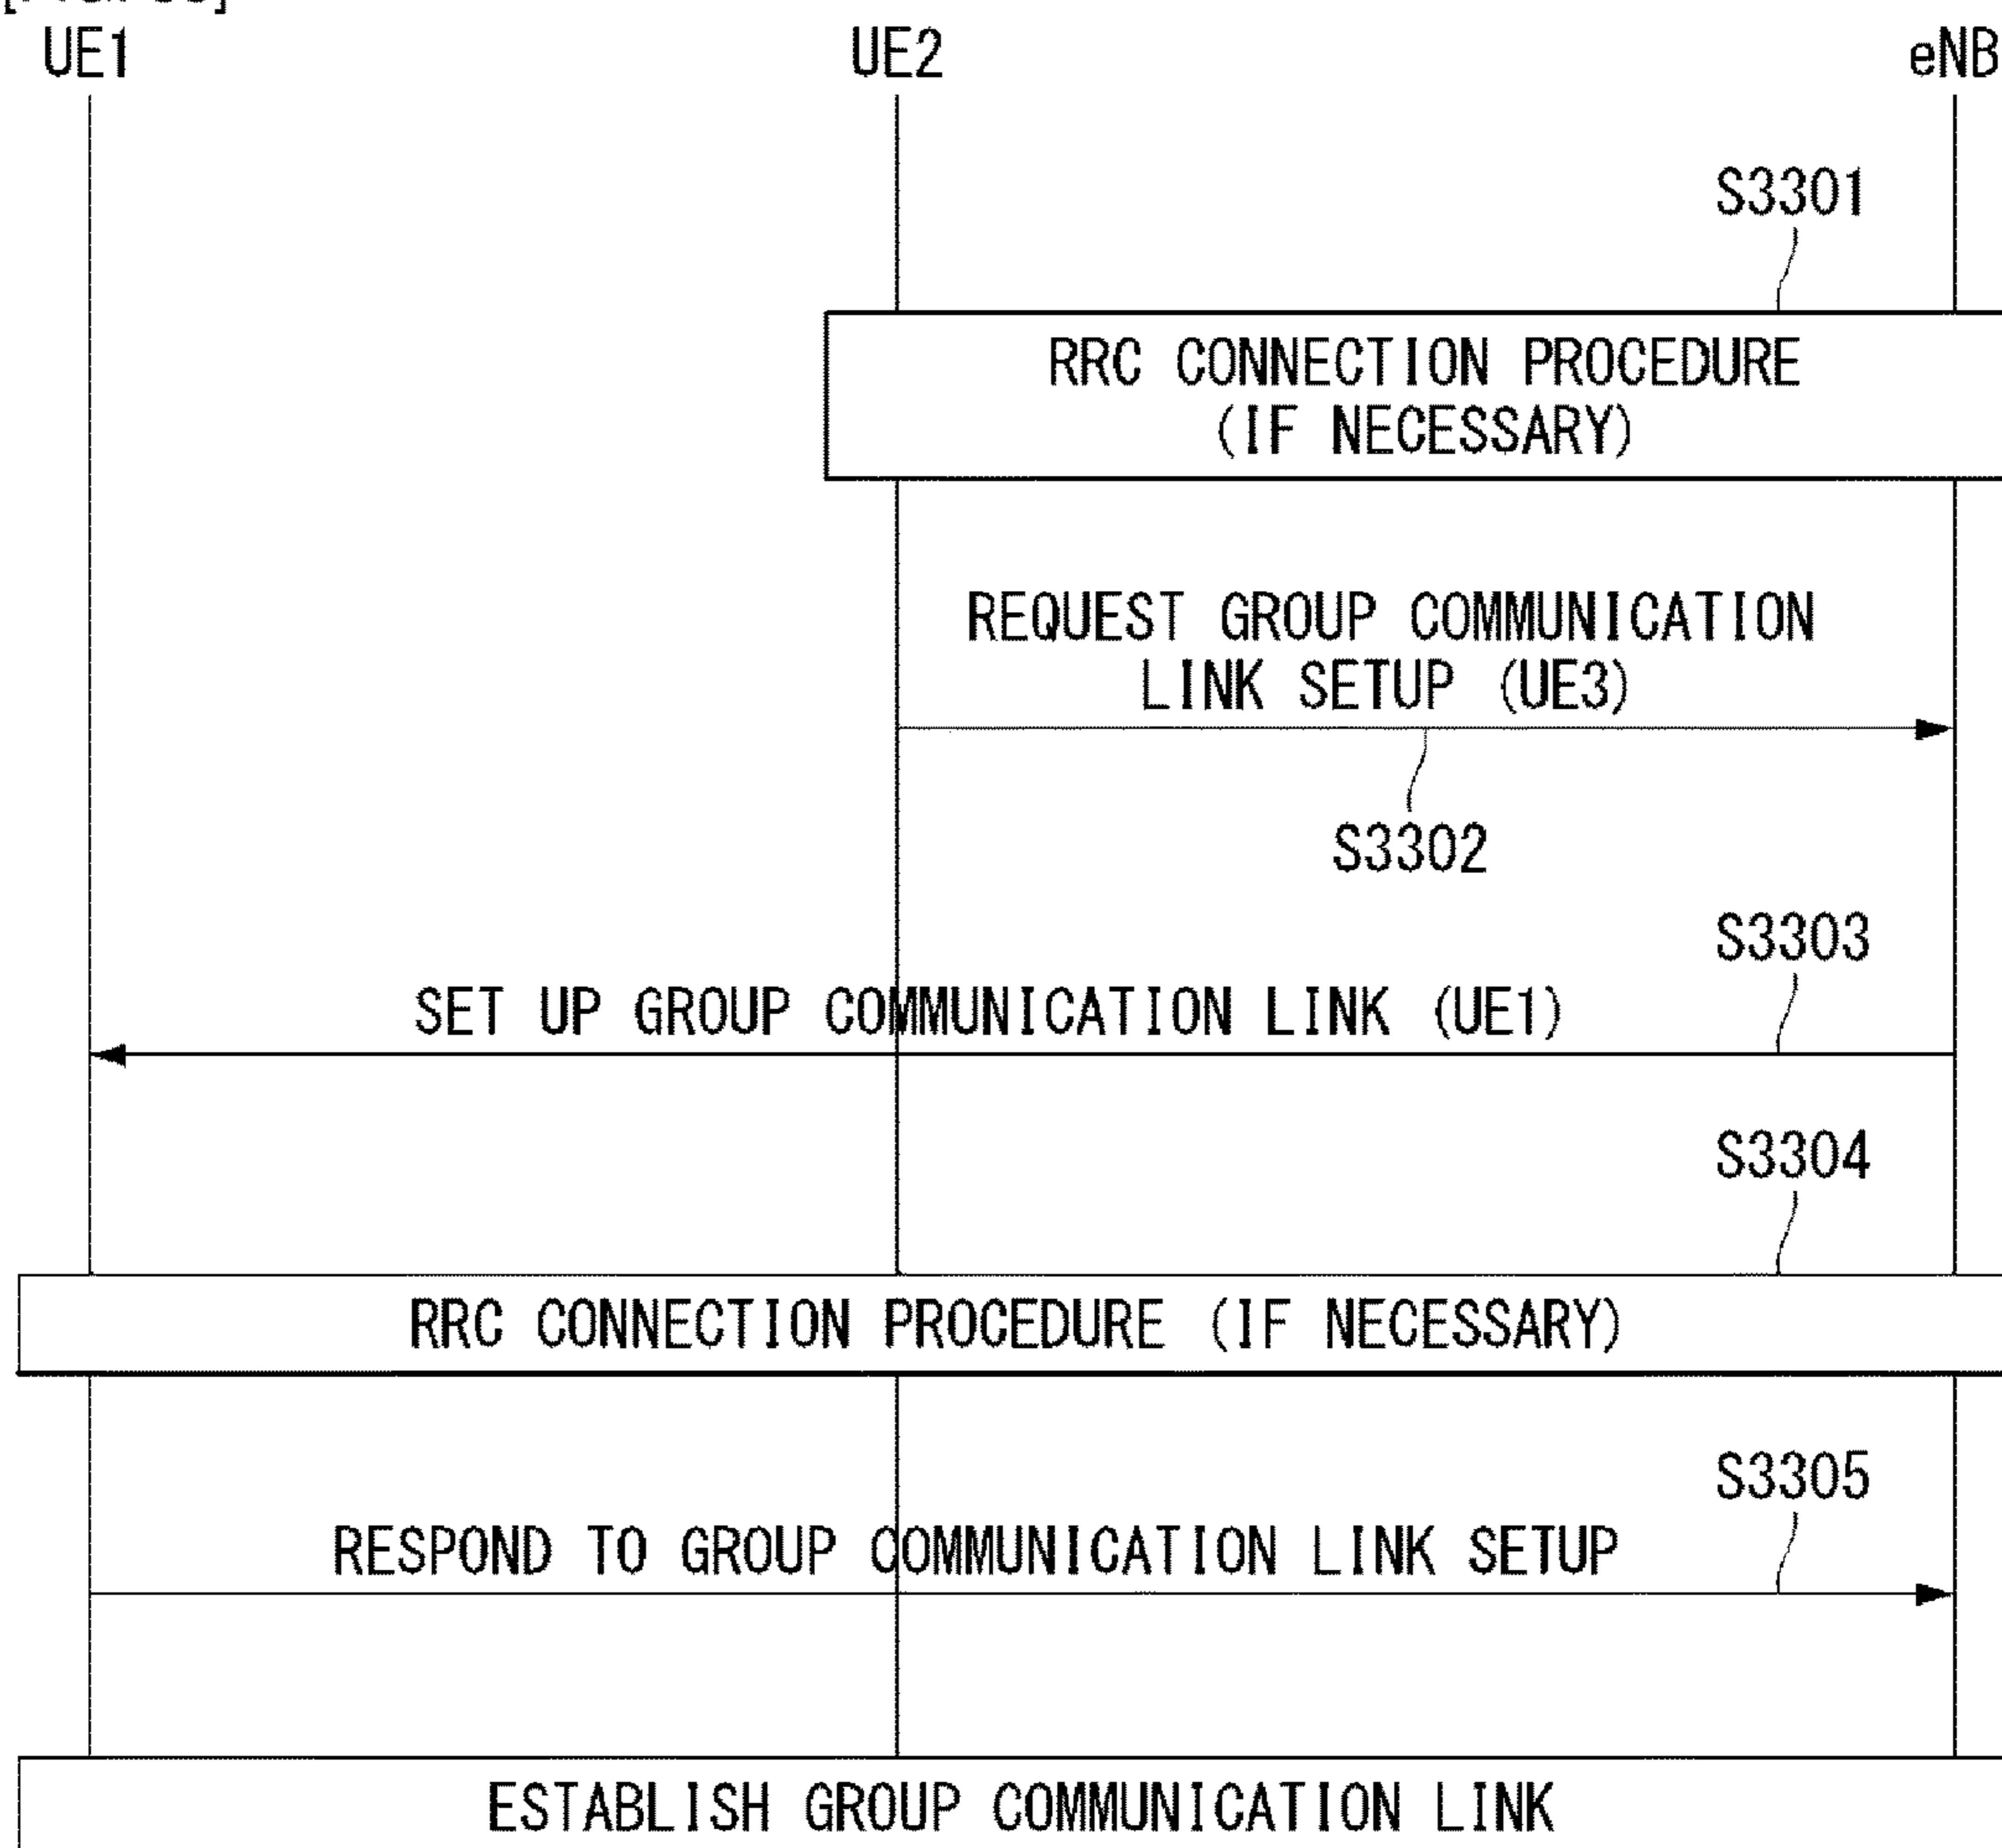 UE1 UE2 eNB
S3301
RRC CONNECTION PROCEDURE
(IF NECESSARY)
REQUEST GROUP COMMUNICATION
LINK SETUP (UE3)
S3302
S3303
SET UP GROUP COMMUNICATION LINK (UE1)
S3304
RRC CONNECTION PROCEDURE (IF NECESSARY)
S3305
RESPOND TO GROUP COMMUNICATION LINK SETUP
ESTABLISH GROUP COMMUNICATION LINK